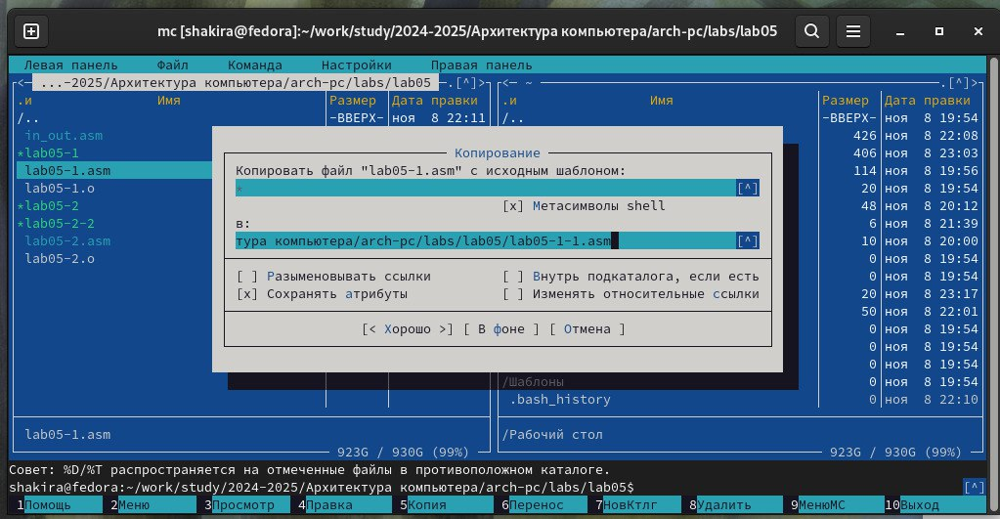 mc [shakira@fedora]:~/work/study/2024-2025/Архитектура компьютера/arch-pc/labs/lab05
Левая панель Файл Команда Настройки Правая панель
<— ...-2025/Архитектура компьютера/arch-pc/labs/lab05 .[^]> <— ~ .[^]>
.и Имя Размер Дата правки .и Имя Размер Дата правки
/.. -ВВЕРХ- ноя 8 22:11 /.. -ВВЕРХ- ноя 8 19:54
in_out.asm 426 ноя 8 22:08
*lab05-1 Копирование 406 ноя 8 23:03
lab05-1.asm Копировать файл "lab05-1.asm" с исходным шаблоном: 114 ноя 8 19:56
lab05-1.o * [^] 20 ноя 8 19:54
*lab05-2 [x] Метасимволы shell 48 ноя 8 20:12
*lab05-2-2 в: 6 ноя 8 21:39
lab05-2.asm тура компьютера/arch-pc/labs/lab05/lab05-1-1.asm [^] 10 ноя 8 20:00
lab05-2.o 0 ноя 8 19:54
[ ] Разыменовывать ссылки [ ] Внутрь подкаталога, если есть 0 ноя 8 19:54
[x] Сохранять атрибуты [ ] Изменять относительные ссылки 20 ноя 8 23:17
50 ноя 8 22:01
[< Хорошо >] [ В фоне ] [ Отмена ] 0 ноя 8 19:54
0 ноя 8 19:54
0 ноя 8 19:54
/Шаблоны 0 ноя 8 19:54
.bash_history 0 ноя 8 22:10
lab05-1.asm /Рабочий стол
923G / 930G (99%) 923G / 930G (99%)
Совет: %D/%T распространяется на отмеченные файлы в противоположном каталоге.
shakira@fedora:~/work/study/2024-2025/Архитектура компьютера/arch-pc/labs/lab05$ [^]
1Помощь 2Меню 3Просмотр 4Правка 5Копия 6Перенос 7НовКтлг 8Удалить 9МенюMC 10Выход